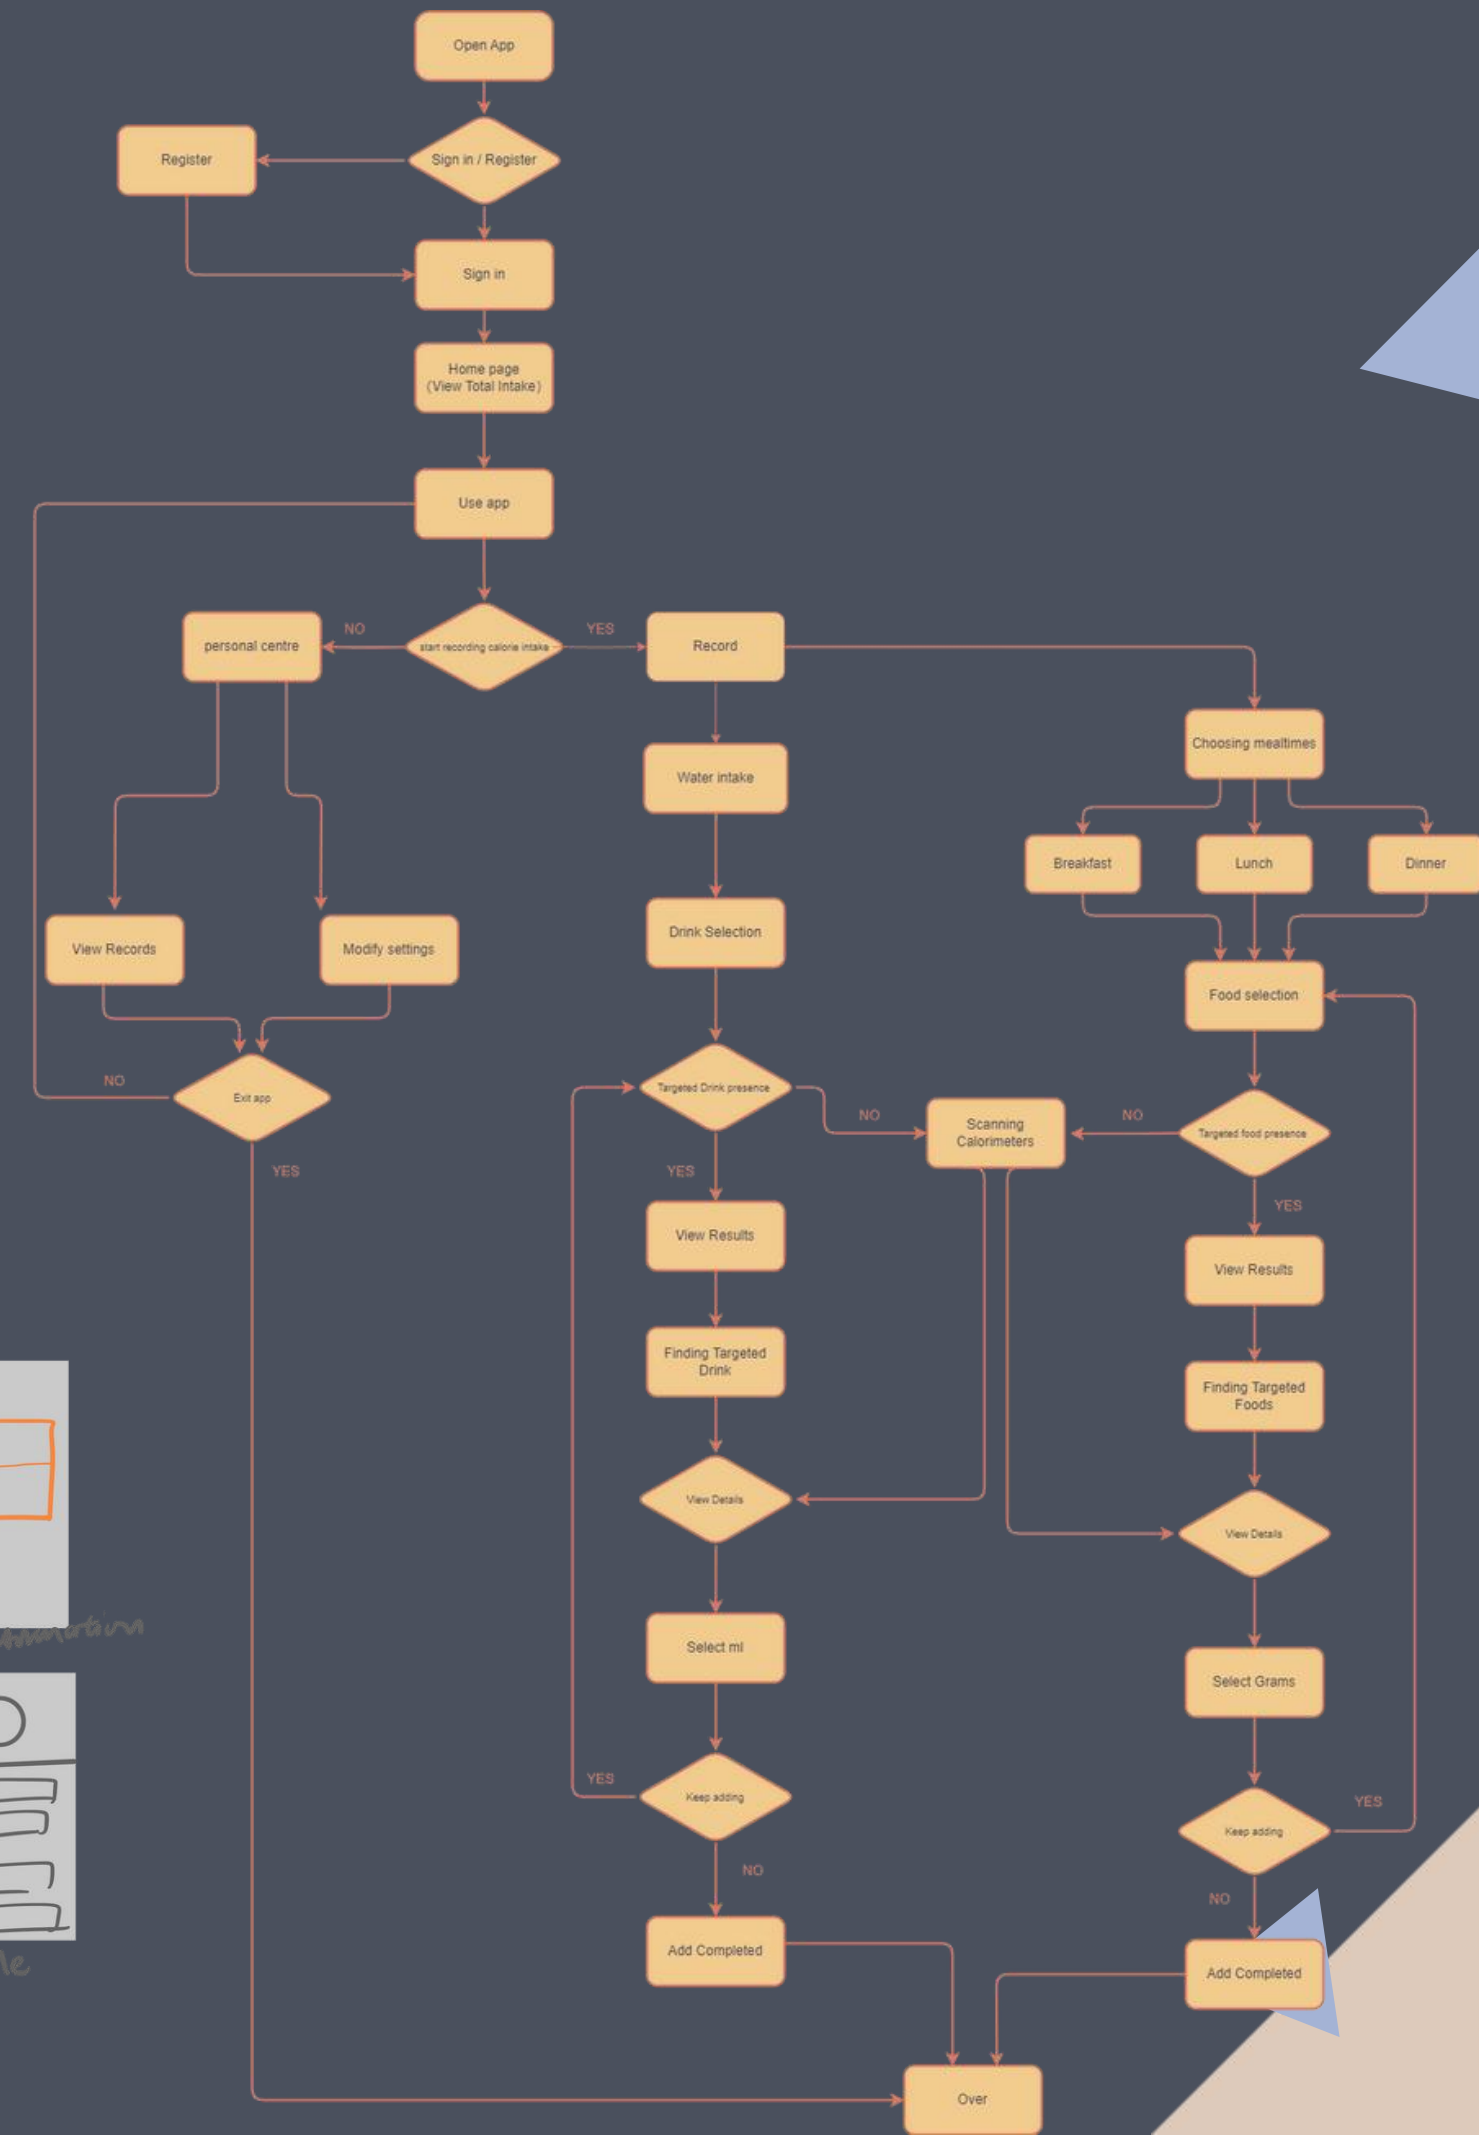 Open App
Sign in / Register
Register
Sign in
Home page
(View Total Intake)
Use app
start recording calorie intake
NO
YES
personal centre
Record
Choosing mealtimes
Water intake
Breakfast
Lunch
Dinner
Drink Selection
View Records
Modify settings
Food selection
Exit app
NO
YES
Targeted Drink presence
NO
YES
Scanning
Calorimeters
NO
Targeted food presence
YES
View Results
View Results
Finding Targeted
Drink
Finding Targeted
Foods
View Details
View Details
Select ml
Select Grams
Keep adding
YES
NO
Keep adding
YES
NO
Add Completed
Add Completed
Over